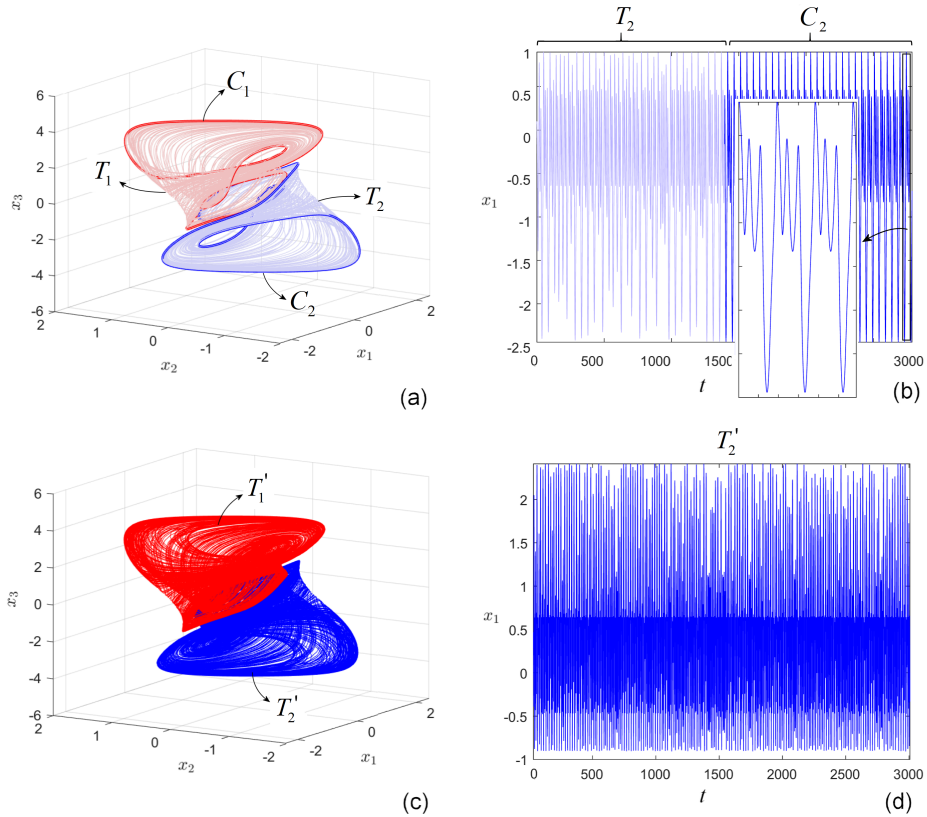 T₂ C₂
C₁
T₁
T₂
C₂
6
4
2
0
-2
-4
-6
x₃
2
1
0
-1
-2
x₂
-2
0
2
x₁
(a)
1
0.5
0
-0.5
-1
-1.5
-2
-2.5
x₁
0 500 1000 1500 3000
t
(b)
T₁'
T₂'
6
4
2
0
-2
-4
-6
x₃
2
1
0
-1
-2
x₂
-2
0
2
x₁
(c)
T₂'
2
1.5
1
0.5
0
-0.5
-1
x₁
0 500 1000 1500 2000 2500 3000
t
(d)